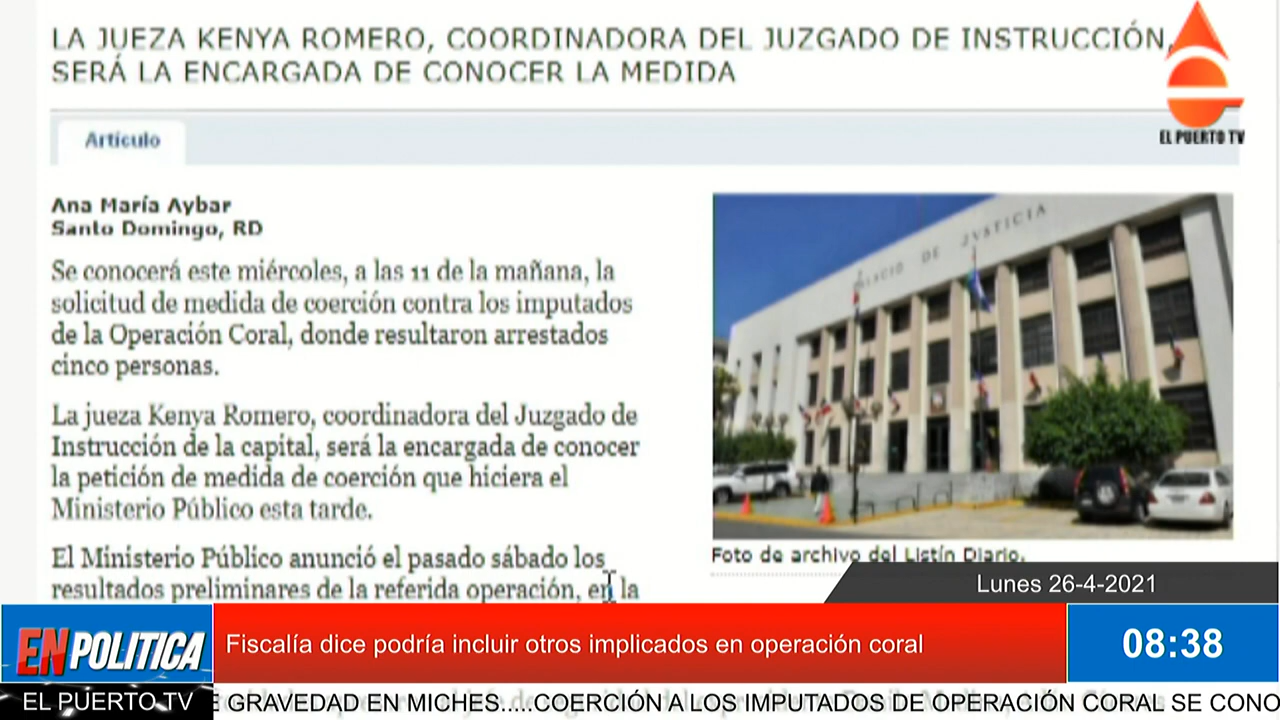 LA JUEZA KENYA ROMERO, COORDINADORA DEL JUZGADO DE INSTRUCCIÓN,
SERÁ LA ENCARGADA DE CONOCER LA MEDIDA
EL PUERTO TV
Artículo
Ana María Aybar
Santo Domingo, RD
Se conocerá este miércoles, a las 11 de la mañana, la
solicitud de medida de coerción contra los imputados
de la Operación Coral, donde resultaron arrestados
cinco personas.
La jueza Kenya Romero, coordinadora del Juzgado de
Instrucción de la capital, será la encargada de conocer
la petición de medida de coerción que hiciera el
Ministerio Público esta tarde.
El Ministerio Público anunció el pasado sábado los
resultados preliminares de la referida operación, en la
PALACIO DE JVSTICIA
Foto de archivo del Listín Diario.
Lunes 26-4-2021
EN POLITICA
Fiscalía dice podría incluir otros implicados en operación coral
08:38
EL PUERTO TV
E GRAVEDAD EN MICHES.....COERCIÓN A LOS IMPUTADOS DE OPERACIÓN CORAL SE CONO